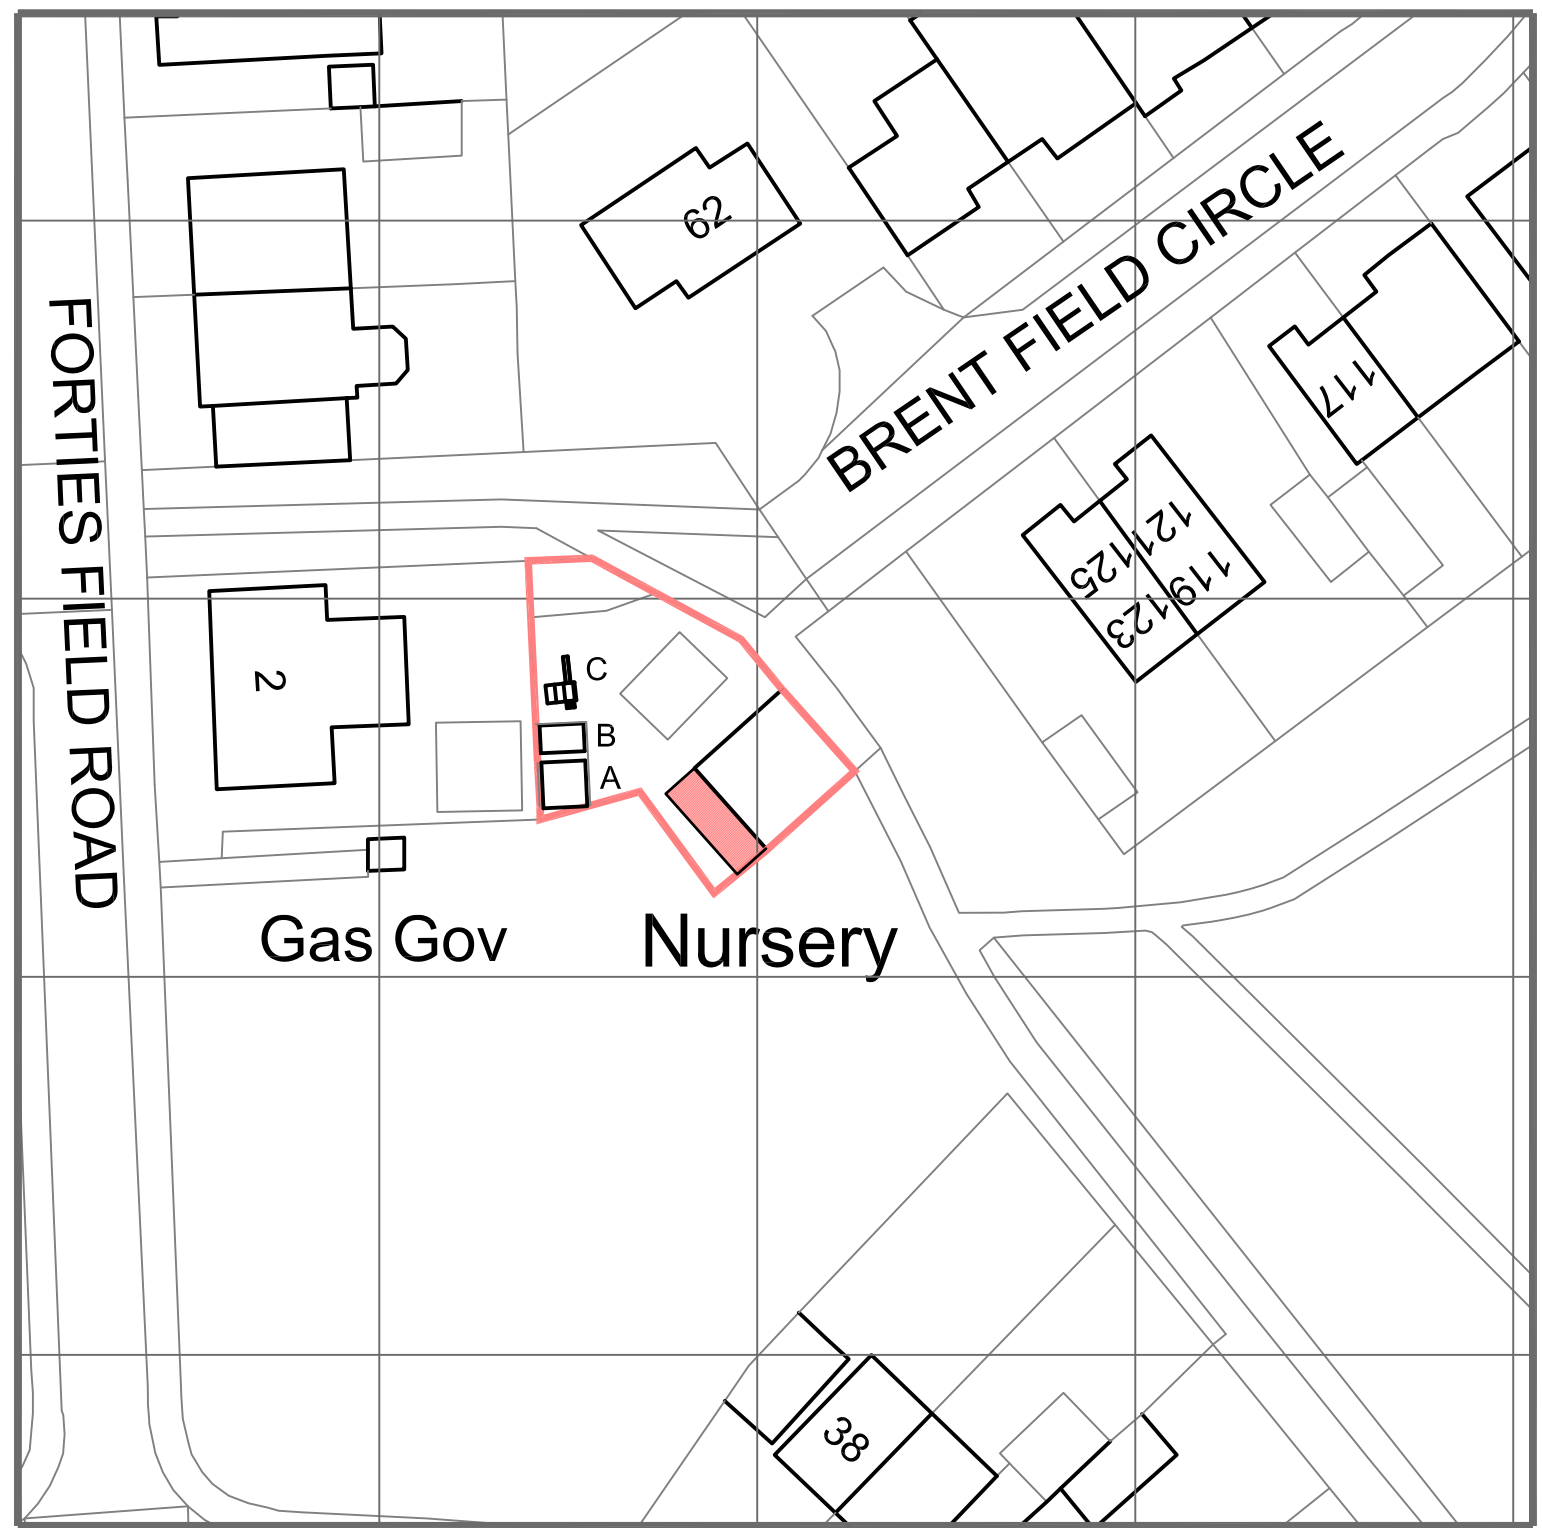 62
BRENT FIELD CIRCLE
FORTIES FIELD ROAD
117
121
125
119
123
2
C
B
A
Gas Gov
Nursery
38